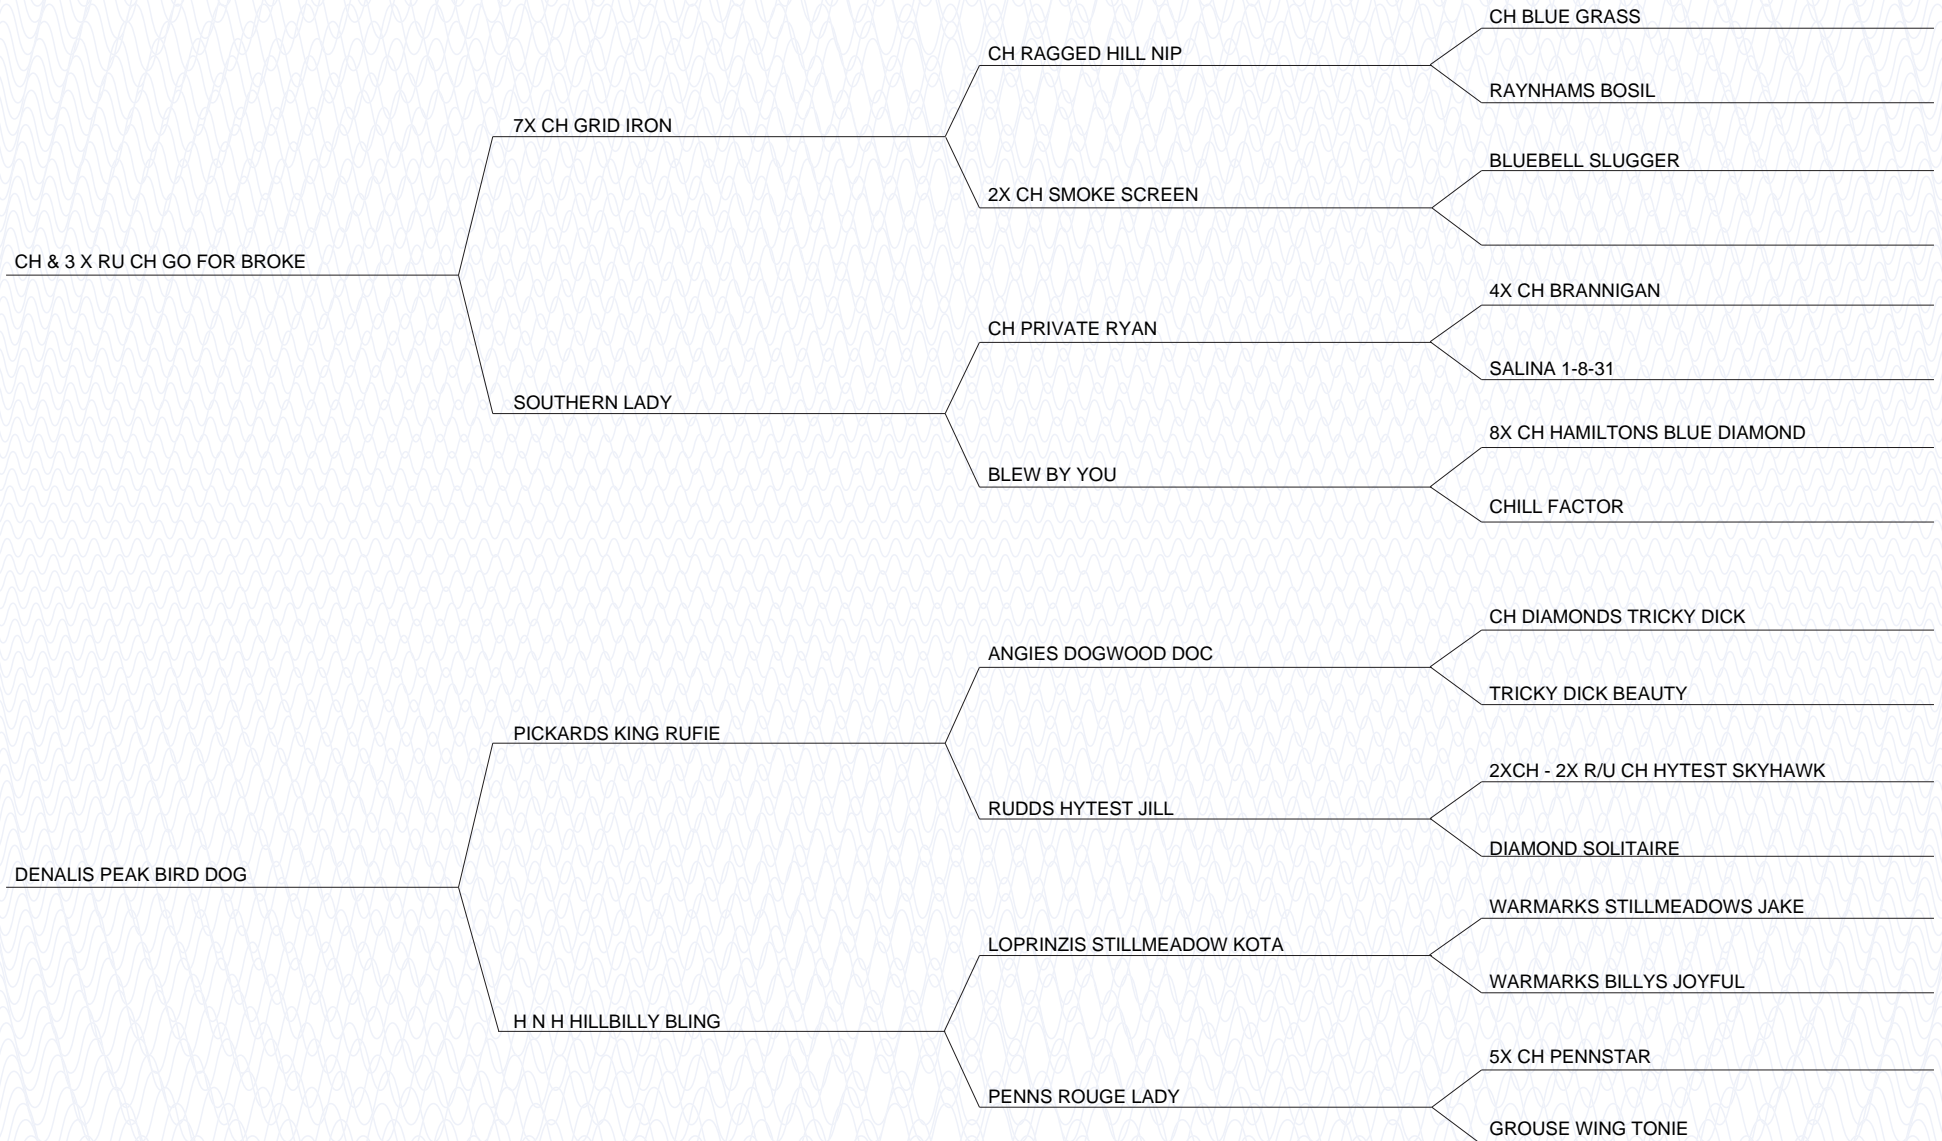 CH BLUE GRASS
CH RAGGED HILL NIP
RAYNHAMS BOSIL
7X CH GRID IRON
BLUEBELL SLUGGER
2X CH SMOKE SCREEN
CH & 3 X RU CH GO FOR BROKE
4X CH BRANNIGAN
CH PRIVATE RYAN
SALINA 1-8-31
SOUTHERN LADY
8X CH HAMILTONS BLUE DIAMOND
BLEW BY YOU
CHILL FACTOR
CH DIAMONDS TRICKY DICK
ANGIES DOGWOOD DOC
TRICKY DICK BEAUTY
PICKARDS KING RUFIE
2XCH - 2X R/U CH HYTEST SKYHAWK
RUDDS HYTEST JILL
DIAMOND SOLITAIRE
DENALIS PEAK BIRD DOG
WARMARKS STILLMEADOWS JAKE
LOPRINZIS STILLMEADOW KOTA
WARMARKS BILLYS JOYFUL
H N H HILLBILLY BLING
5X CH PENNSTAR
PENNS ROUGE LADY
GROUSE WING TONIE